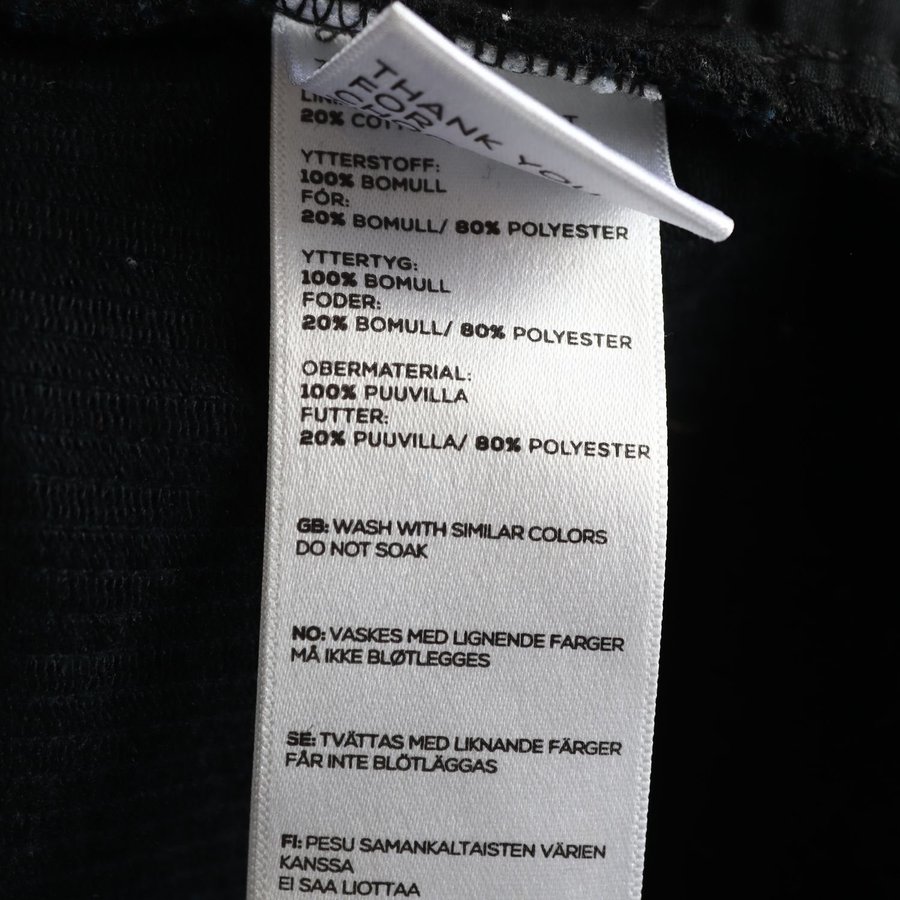 THANK YOU
FOR
20%
YTTERSTOFF:
100% BOMULL
FÓR:
20% BOMULL/ 80% POLYESTER
YTTERTYG:
100% BOMULL
FODER:
20% BOMULL/ 80% POLYESTER
OBERMATERIAL:
100% PUUVILLA
FUTTER:
20% PUUVILLA/ 80% POLYESTER
GB: WASH WITH SIMILAR COLORS
DO NOT SOAK
NO: VASKES MED LIGNENDE FARGER
MÅ IKKE BLØTLEGGES
SE: TVÄTTAS MED LIKNANDE FÄRGER
FÅR INTE BLÖTLÄGGAS
FI: PESU SAMANKALTAISTEN VÄRIEN
KANSSA
EI SAA LIOTTAA